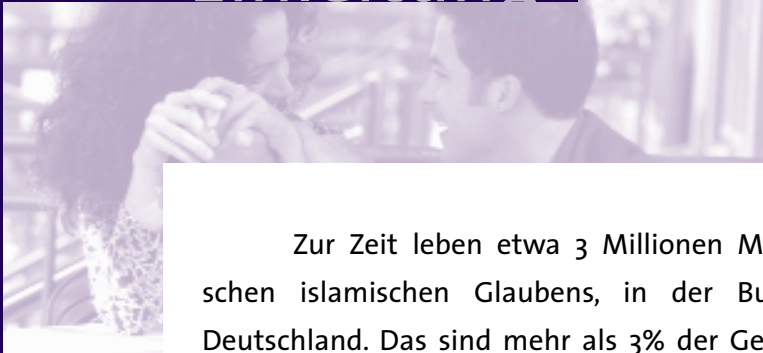 Zur Zeit leben etwa 3 Millionen M
schen islamischen Glaubens, in der Bu
Deutschland. Das sind mehr als 3% der Ge